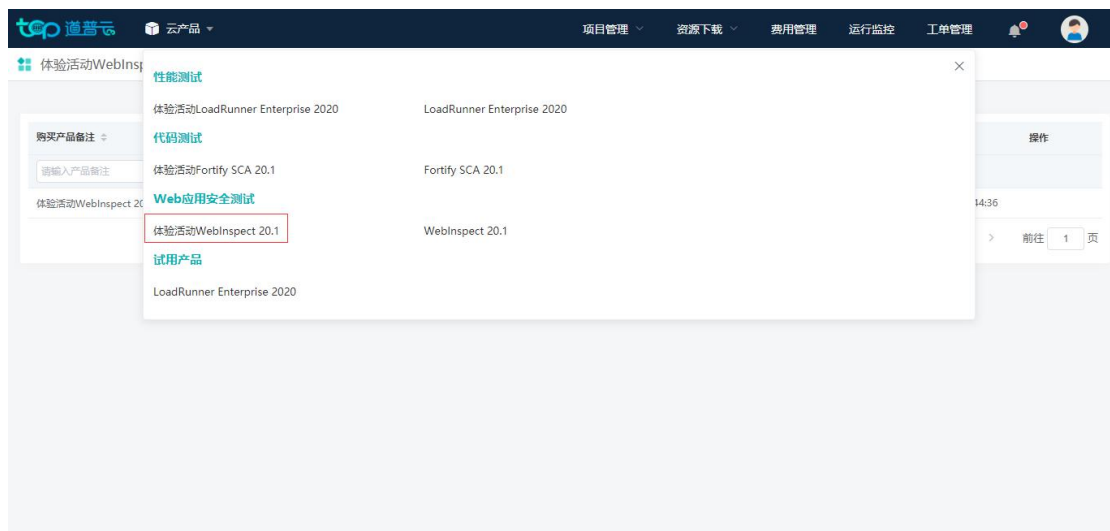 top 道普云 云产品 项目管理 资源下载 费用管理 运行监控 工单管理
体验活动WebInsp
性能测试
体验活动LoadRunner Enterprise 2020 LoadRunner Enterprise 2020
购买产品备注 代码测试 操作
请输入产品备注 体验活动Fortify SCA 20.1 Fortify SCA 20.1
体验活动WebInspect 20 Web应用安全测试 44:36
体验活动WebInspect 20.1 WebInspect 20.1 前往 1 页
试用产品
LoadRunner Enterprise 2020